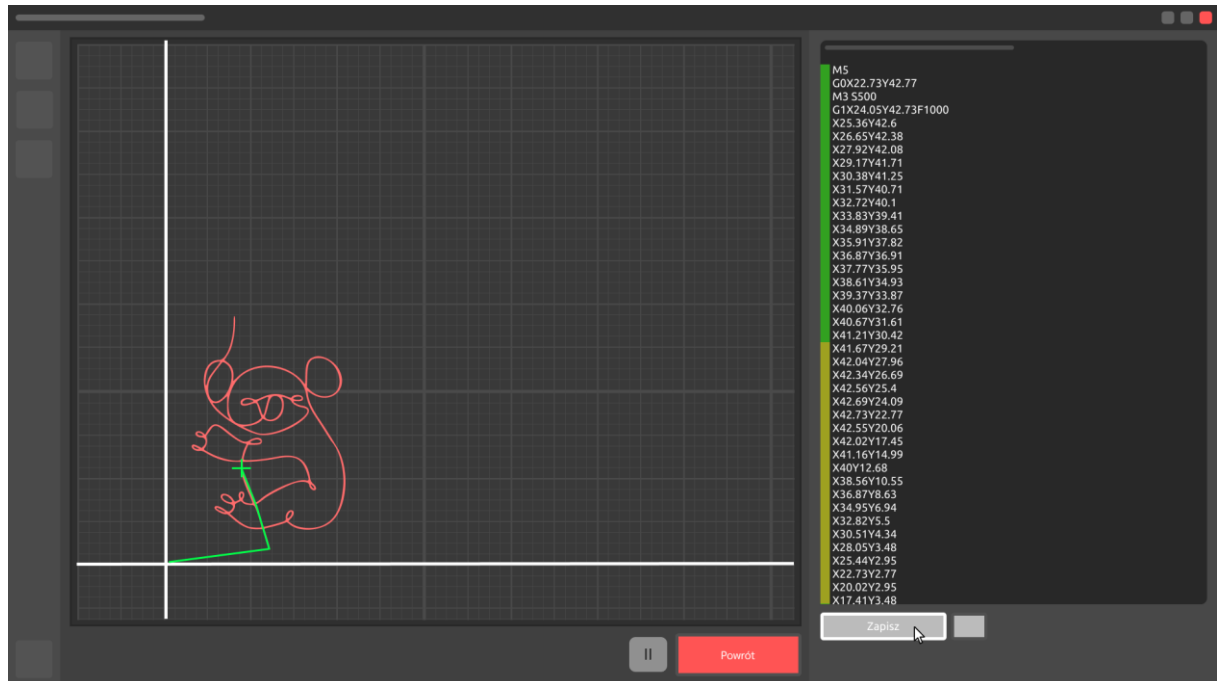 M5
G0X22.73Y42.77
M3 S500
G1X24.05Y42.73F1000
X25.36Y42.6
X26.65Y42.38
X27.92Y42.08
X29.17Y41.71
X30.38Y41.25
X31.57Y40.71
X32.72Y40.1
X33.83Y39.41
X34.89Y38.65
X35.91Y37.82
X36.87Y36.91
X37.77Y35.95
X38.61Y34.93
X39.37Y33.87
X40.06Y32.76
X40.67Y31.61
X41.21Y30.42
X41.67Y29.21
X42.04Y27.96
X42.34Y26.69
X42.56Y25.4
X42.69Y24.09
X42.73Y22.77
X42.55Y20.06
X42.02Y17.45
X41.16Y14.99
X40Y12.68
X38.56Y10.55
X36.87Y8.63
X34.95Y6.94
X32.82Y5.5
X30.51Y4.34
X28.05Y3.48
X25.44Y2.95
X22.73Y2.77
X20.02Y2.95
X17.41Y3.48
Zapisz
Powrót